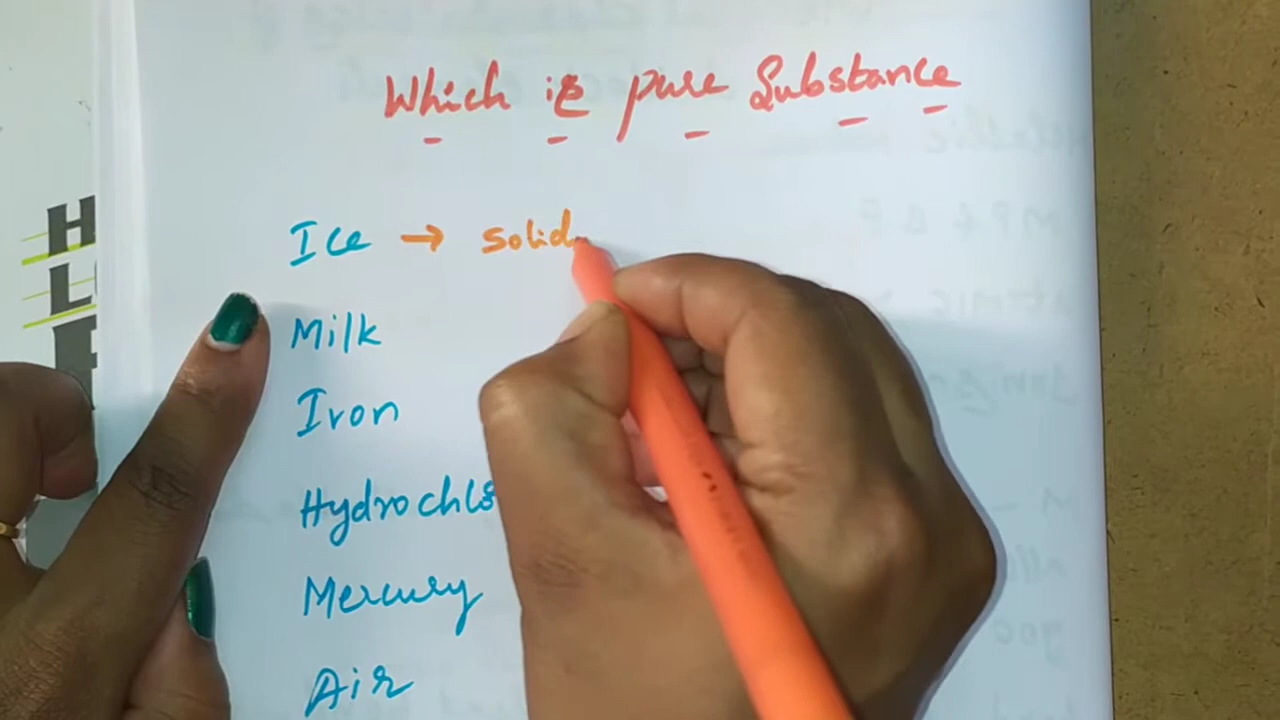 Which is pure Substance
Ice → solid
Milk
Iron
Hydrochlo
Mercury
Air